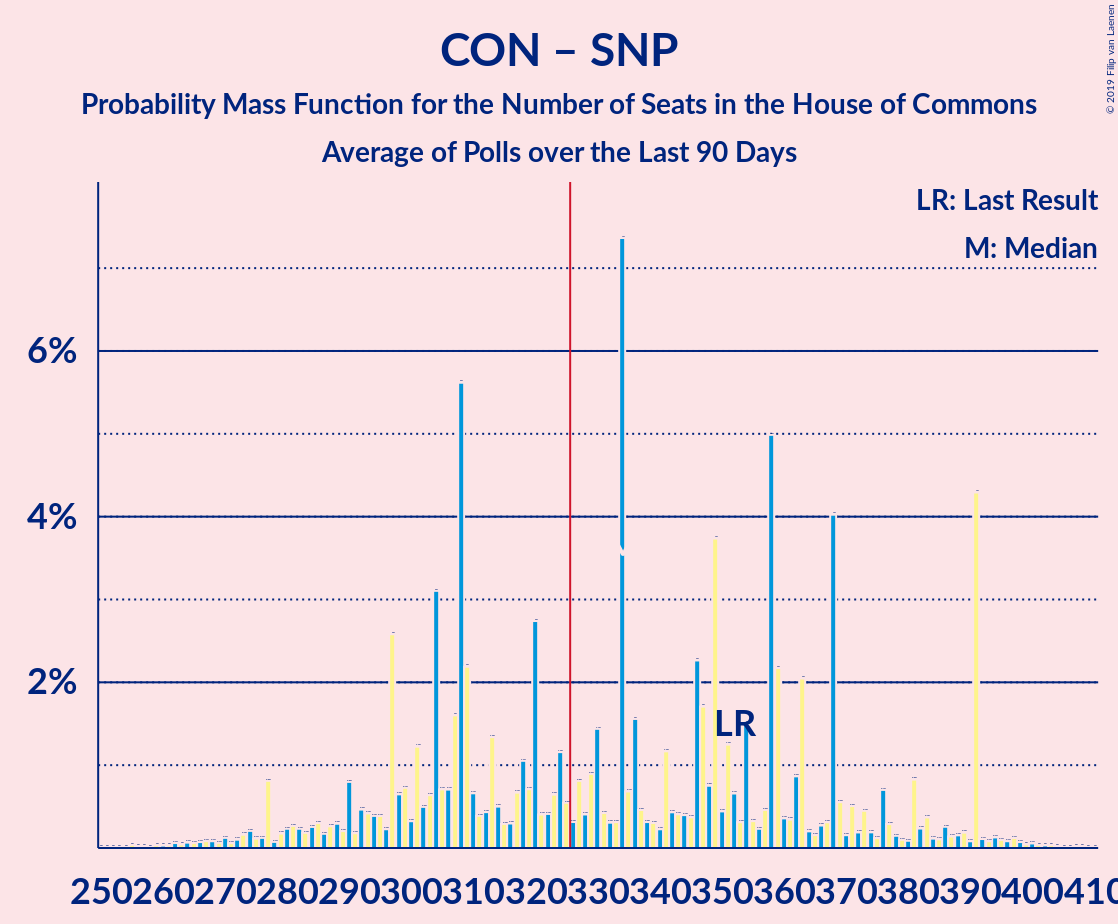 CON – SNP
Probability Mass Function for the Number of Seats in the House of Commons
Average of Polls over the Last 90 Days
© 2019 Filip van Laenen
LR: Last Result
M: Median
6%
4%
2%
LR
250 260 270 280 290 300 310 320 330 340 350 360 370 380 390 400 410